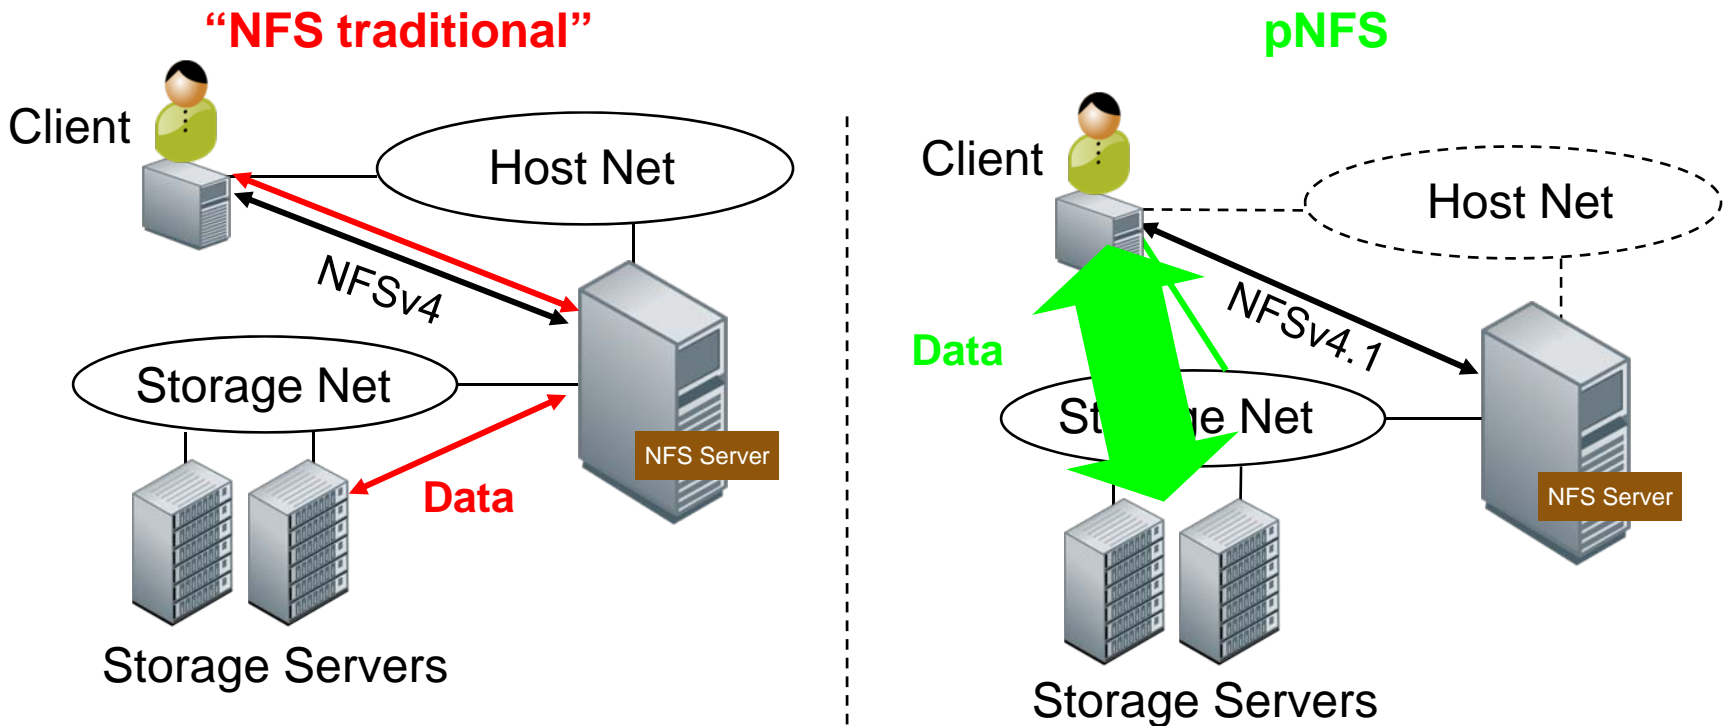 “NFS traditional”
Client
Host Net
NFSv4
Storage Net
NFS Server
Data
Storage Servers
pNFS
Client
Host Net
NFSv4.1
Data
Storage Net
NFS Server
Storage Servers